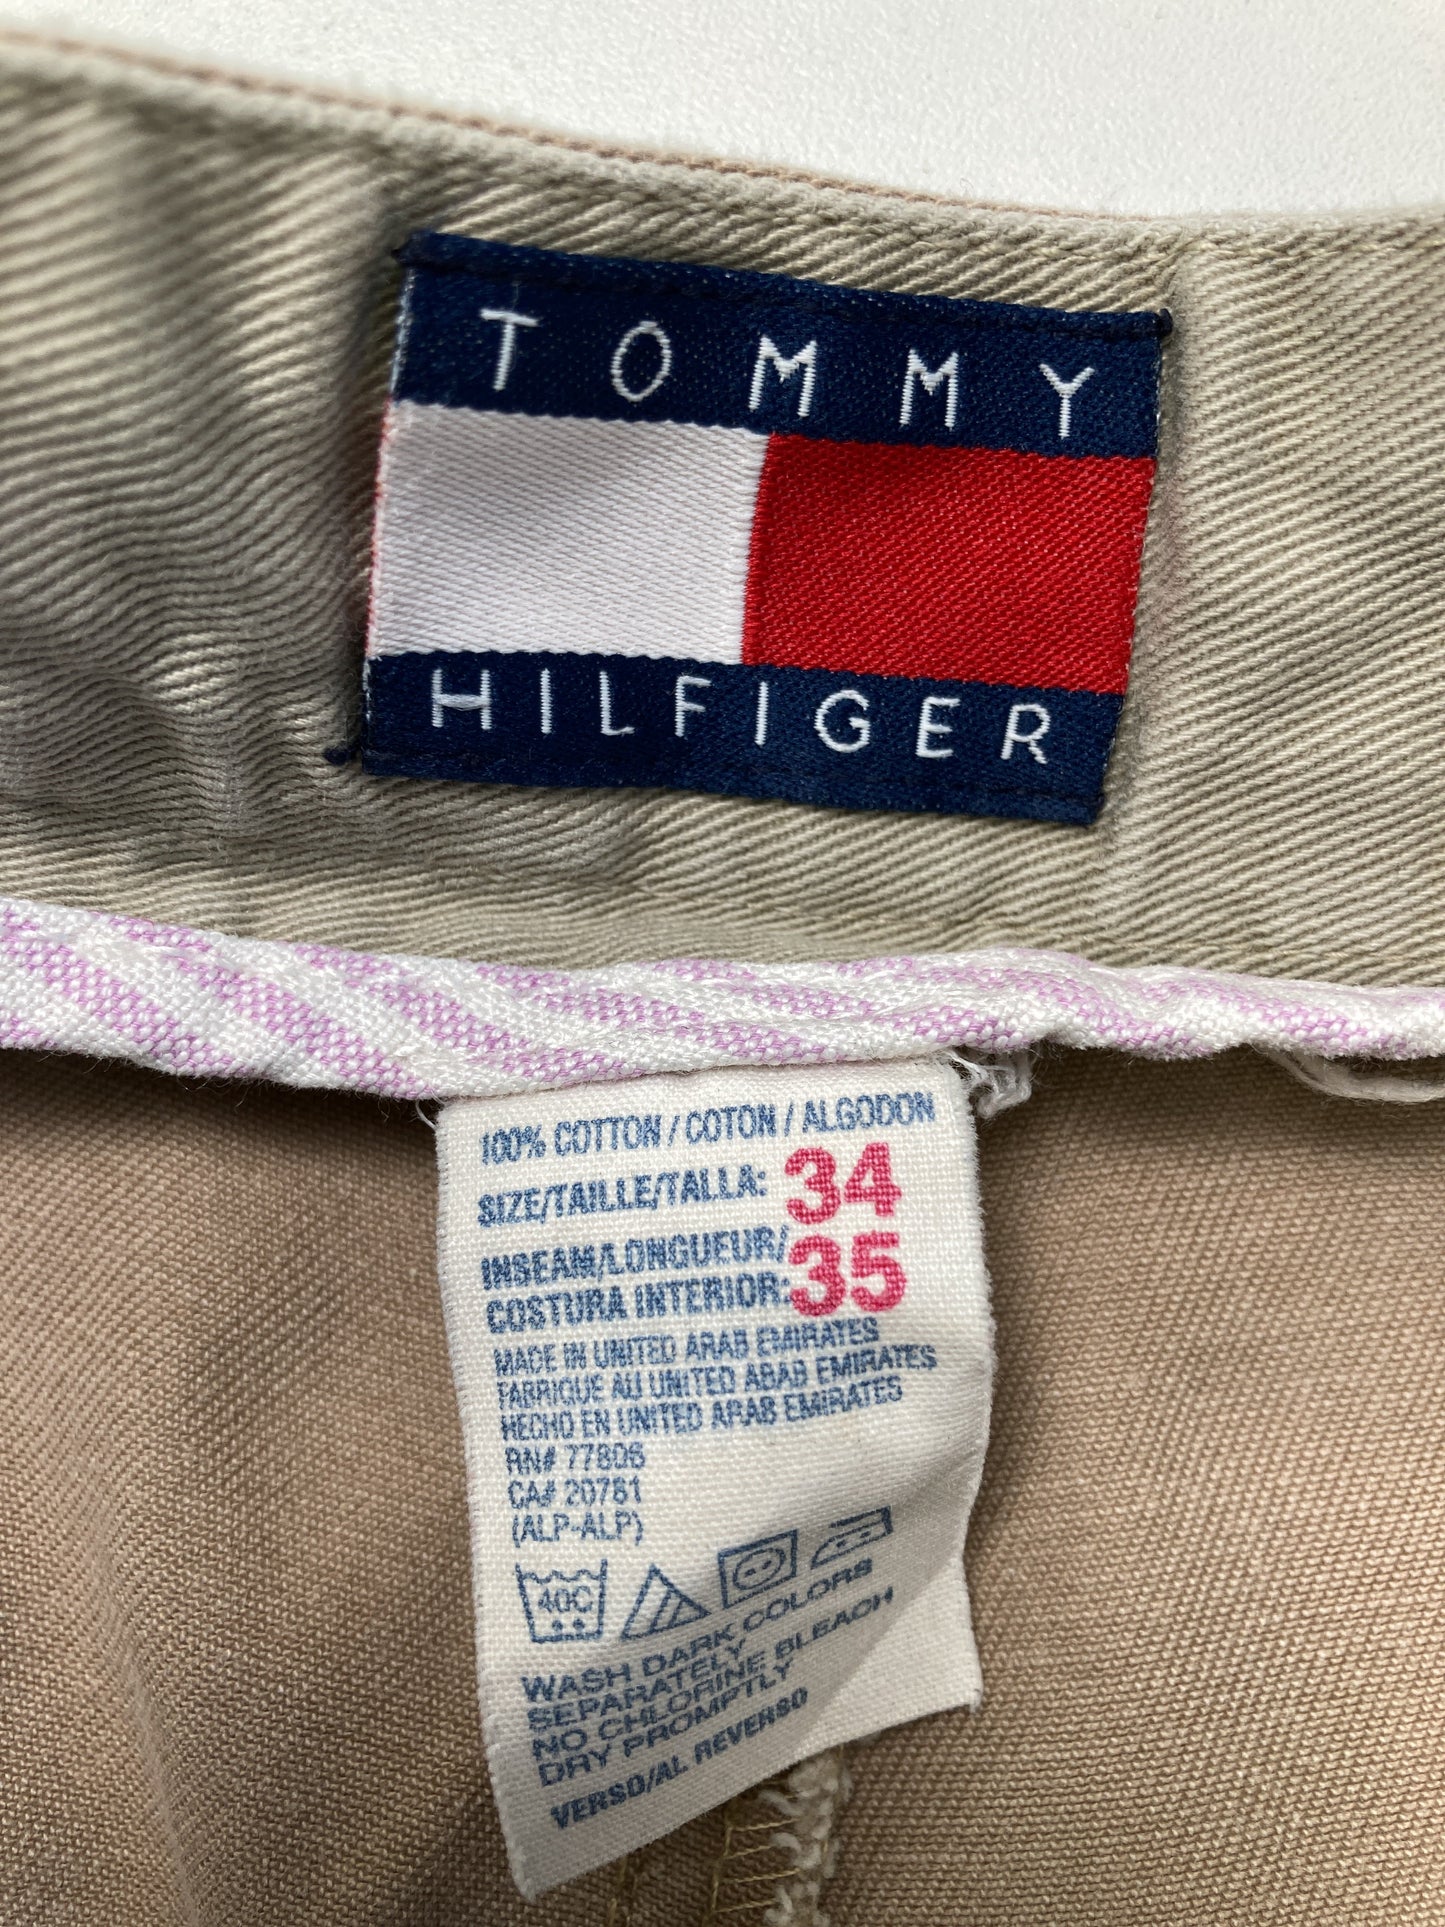 TOMMY
HILFIGER
100% COTTON / COTON / ALGODON
SIZE/TAILLE/TALLA: 34
INSEAM/LONGUEUR/
COSTURA INTERIOR: 35
MADE IN UNITED ARAB EMIRATES
FABRIQUE AU UNITED ABAB EMIRATES
HECHO EN UNITED ARAB EMIRATES
RN# 77806
CA# 20781
(ALP-ALP)
40C
WASH DARK COLORS
SEPARATELY
NO CHLORINE BLEACH
DRY PROMPTLY
VERSO/AL REVERSO